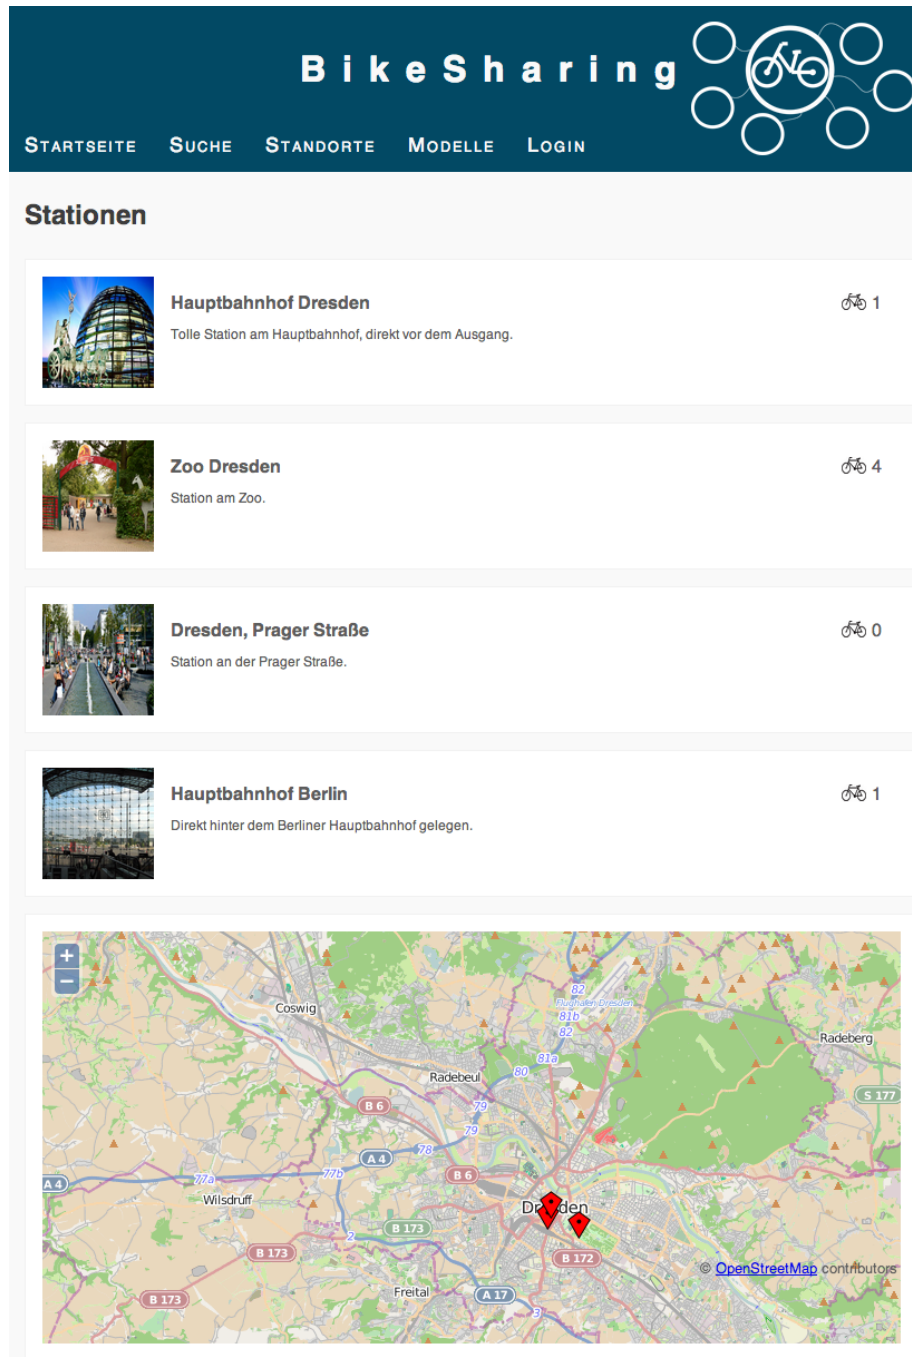 BikeSharing
STARTSEITE SUCHE STANDORTE MODELLE LOGIN
Stationen
Hauptbahnhof Dresden 1
Tolle Station am Hauptbahnhof, direkt vor dem Ausgang.
Zoo Dresden 4
Station am Zoo.
Dresden, Prager Straße 0
Station an der Prager Straße.
Hauptbahnhof Berlin 1
Direkt hinter dem Berliner Hauptbahnhof gelegen.
+
−
82
Flughafen Dresden
Coswig
81b
82
Radeberg
81a
80
Radeburg
S 177
B 6
79
79
78
A 4
77b
77a
B 6
A 4
Wilsdruff
B 173
2
B 173
B 172
© OpenStreetMap contributors
Freital
A 17
B 173
3